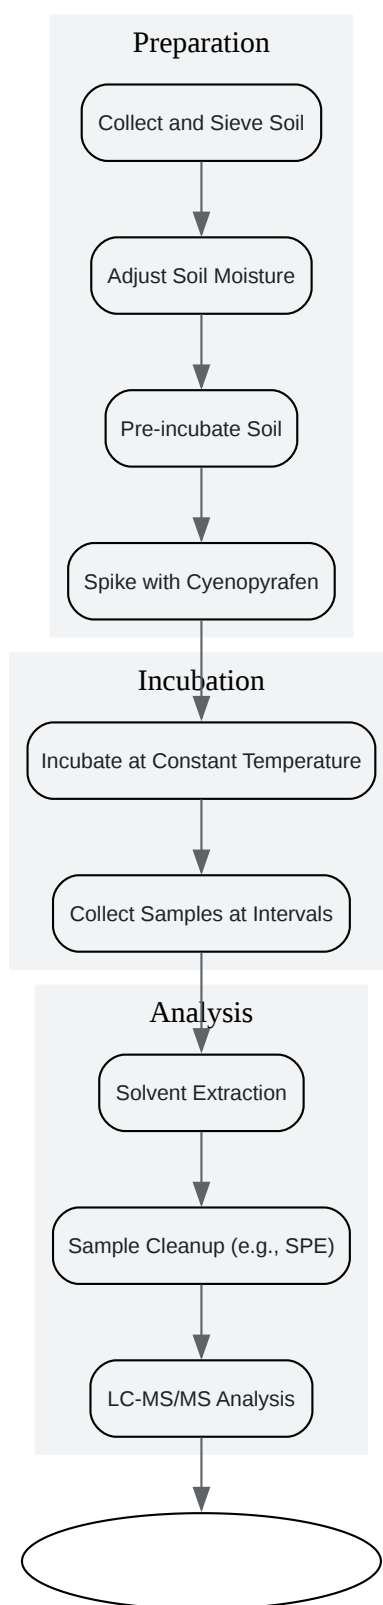 Preparation
Collect and Sieve Soil
Adjust Soil Moisture
Pre-incubate Soil
Spike with Cyenopyrafen
Incubation
Incubate at Constant Temperature
Collect Samples at Intervals
Analysis
Solvent Extraction
Sample Cleanup (e.g., SPE)
LC-MS/MS Analysis